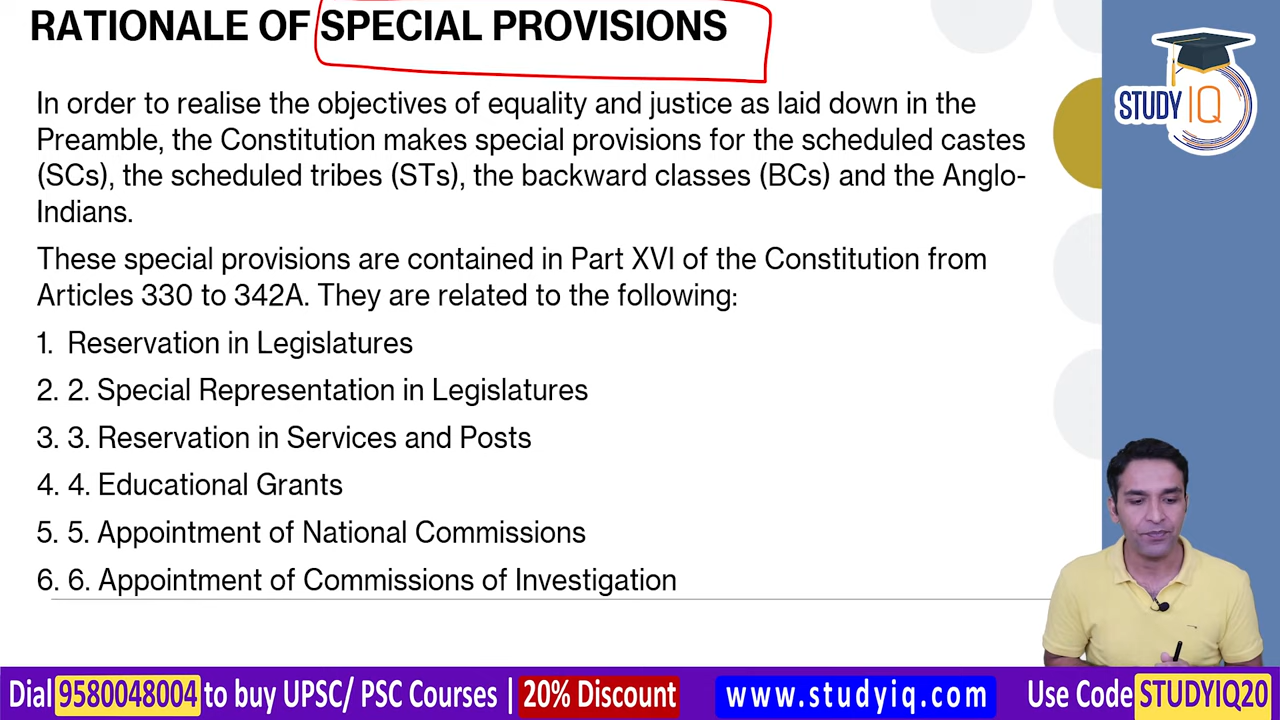 RATIONALE OF SPECIAL PROVISIONS
STUDY IQ
In order to realise the objectives of equality and justice as laid down in the
Preamble, the Constitution makes special provisions for the scheduled castes
(SCs), the scheduled tribes (STs), the backward classes (BCs) and the Anglo-
Indians.
These special provisions are contained in Part XVI of the Constitution from
Articles 330 to 342A. They are related to the following:
1. Reservation in Legislatures
2. 2. Special Representation in Legislatures
3. 3. Reservation in Services and Posts
4. 4. Educational Grants
5. 5. Appointment of National Commissions
6. 6. Appointment of Commissions of Investigation
Dial 9580048004 to buy UPSC/ PSC Courses | 20% Discount www.studyiq.com Use Code STUDYIQ20